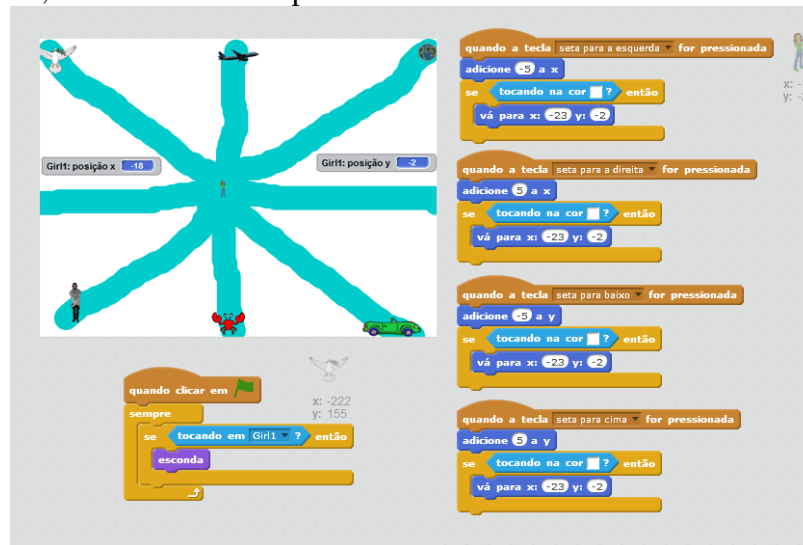 Girl1: posição x -18
Girl1: posição y -2
quando clicar em
sempre
se tocando em Girl1 ? então
esconda
x: -222
y: 155
quando a tecla seta para a esquerda for pressionada
adicione -5 a x
se tocando na cor ? então
vá para x: -23 y: -2
quando a tecla seta para a direita for pressionada
adicione 5 a x
se tocando na cor ? então
vá para x: -23 y: -2
quando a tecla seta para baixo for pressionada
adicione -5 a y
se tocando na cor ? então
vá para x: -23 y: -2
quando a tecla seta para cima for pressionada
adicione 5 a y
se tocando na cor ? então
vá para x: -23 y: -2
x:
y: